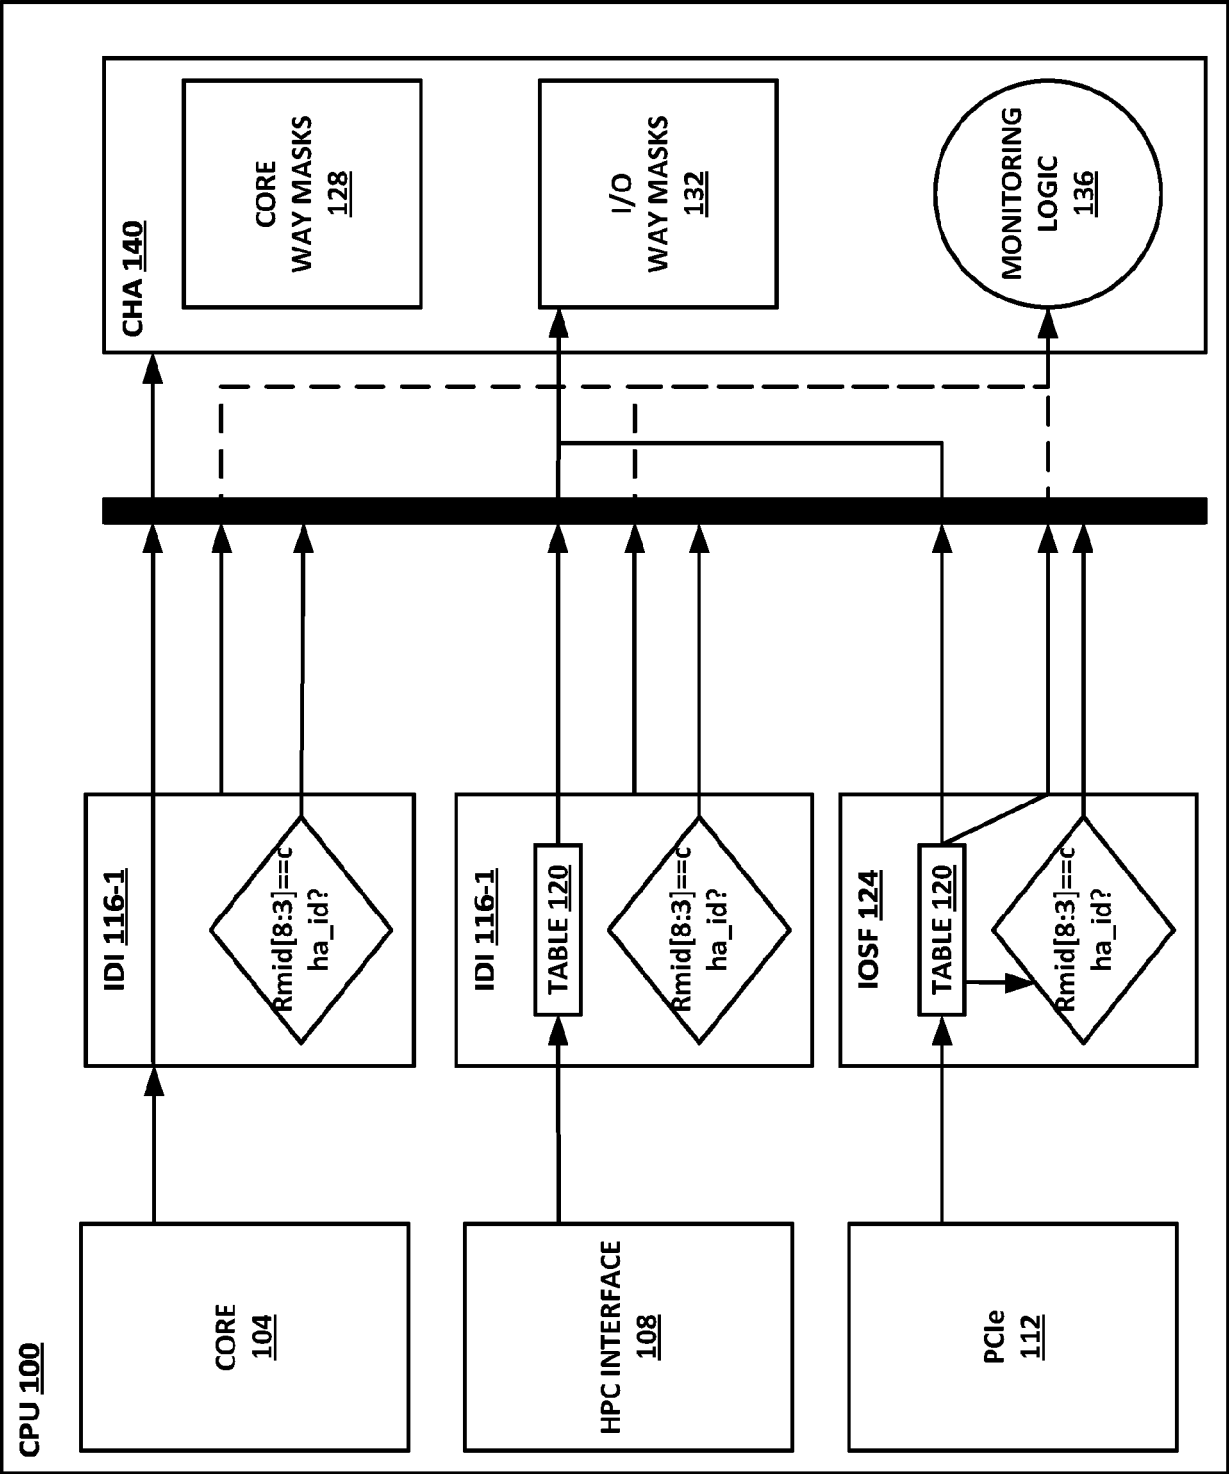 CPU 100
CORE
104
IDI 116-1
Rmid[8:3]==c
ha_id?
CHA 140
CORE
WAY MASKS
128
HPC INTERFACE
108
IDI 116-1
TABLE 120
Rmid[8:3]==c
ha_id?
I/O
WAY MASKS
132
PCIe
112
IOSF 124
TABLE 120
Rmid[8:3]==c
ha_id?
MONITORING
LOGIC
136